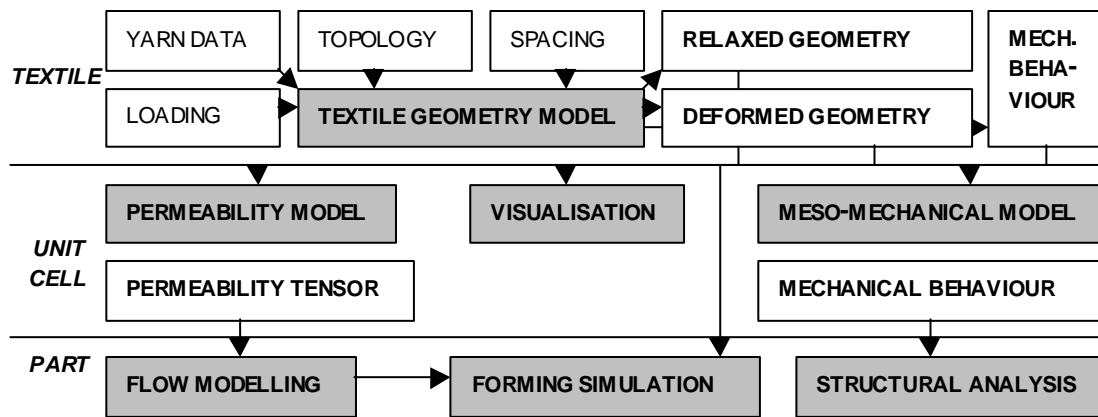 YARN DATA
TOPOLOGY
SPACING
RELAXED GEOMETRY
MECH.
BEHA-
VIOUR
TEXTILE
LOADING
TEXTILE GEOMETRY MODEL
DEFORMED GEOMETRY
PERMEABILITY MODEL
VISUALISATION
MESO-MECHANICAL MODEL
UNIT
CELL
PERMEABILITY TENSOR
MECHANICAL BEHAVIOUR
PART
FLOW MODELLING
FORMING SIMULATION
STRUCTURAL ANALYSIS